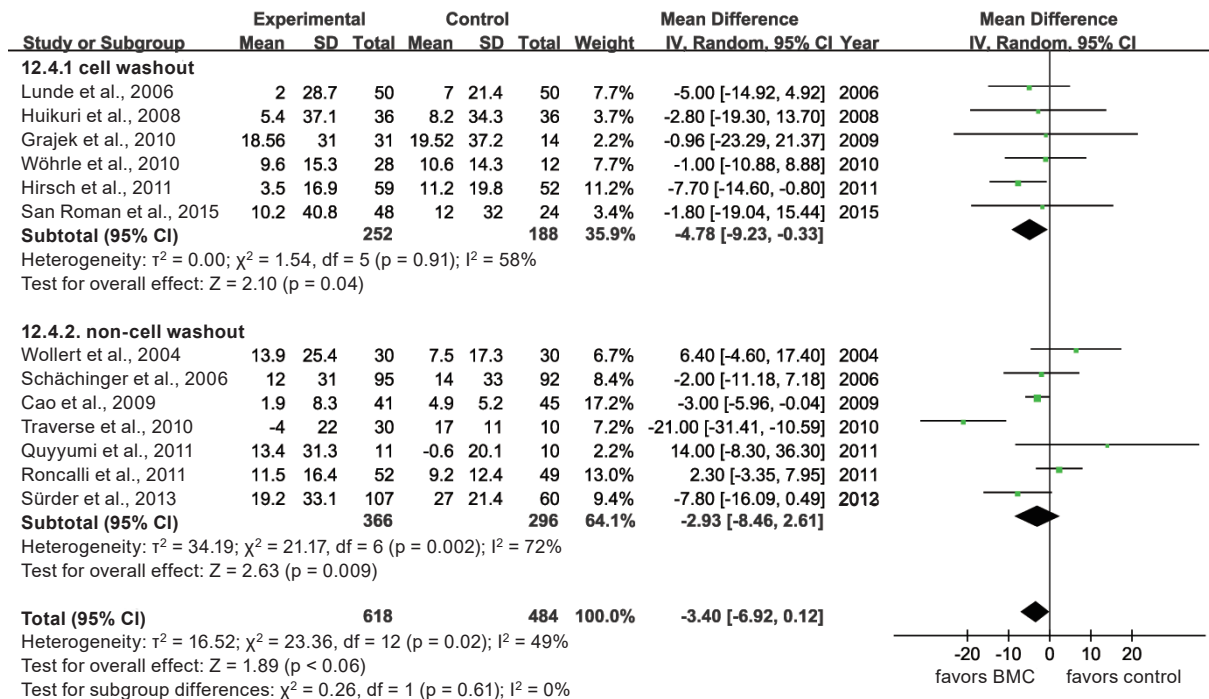 Experimental Control Mean Difference Mean Difference
Study or Subgroup Mean SD Total Mean SD Total Weight IV, Random, 95% CI Year IV, Random, 95% CI
12.4.1 cell washout
Lunde et al., 2006 2 28.7 50 7 21.4 50 7.7% -5.00 [-14.92, 4.92] 2006
Huikuri et al., 2008 5.4 37.1 36 8.2 34.3 36 3.7% -2.80 [-19.30, 13.70] 2008
Grajek et al., 2010 18.56 31 31 19.52 37.2 14 2.2% -0.96 [-23.29, 21.37] 2009
Wöhrle et al., 2010 9.6 15.3 28 10.6 14.3 12 7.7% -1.00 [-10.88, 8.88] 2010
Hirsch et al., 2011 3.5 16.9 59 11.2 19.8 52 11.2% -7.70 [-14.60, -0.80] 2011
San Roman et al., 2015 10.2 40.8 48 12 32 24 3.4% -1.80 [-19.04, 15.44] 2015
Subtotal (95% CI) 252 188 35.9% -4.78 [-9.23, -0.33]
Heterogeneity: τ² = 0.00; χ² = 1.54, df = 5 (p = 0.91); I² = 58%
Test for overall effect: Z = 2.10 (p = 0.04)
12.4.2. non-cell washout
Wollert et al., 2004 13.9 25.4 30 7.5 17.3 30 6.7% 6.40 [-4.60, 17.40] 2004
Schächinger et al., 2006 12 31 95 14 33 92 8.4% -2.00 [-11.18, 7.18] 2006
Cao et al., 2009 1.9 8.3 41 4.9 5.2 45 17.2% -3.00 [-5.96, -0.04] 2009
Traverse et al., 2010 -4 22 30 17 11 10 7.2% -21.00 [-31.41, -10.59] 2010
Quyyumi et al., 2011 13.4 31.3 11 -0.6 20.1 10 2.2% 14.00 [-8.30, 36.30] 2011
Roncalli et al., 2011 11.5 16.4 52 9.2 12.4 49 13.0% 2.30 [-3.35, 7.95] 2011
Sürder et al., 2013 19.2 33.1 107 27 21.4 60 9.4% -7.80 [-16.09, 0.49]
Subtotal (95% CI) 366 296 64.1% -2.93 [-8.46, 2.61]
Heterogeneity: τ² = 34.19; χ² = 21.17, df = 6 (p = 0.002); I² = 72%
Test for overall effect: Z = 2.63 (p = 0.009)
Total (95% CI) 618 484 100.0% -3.40 [-6.92, 0.12]
Heterogeneity: τ² = 16.52; χ² = 23.36, df = 12 (p = 0.02); I² = 49%
Test for overall effect: Z = 1.89 (p < 0.06)
Test for subgroup differences: χ² = 0.26, df = 1 (p = 0.61); I² = 0%
-20 -10 0 10 20
favors BMC favors control